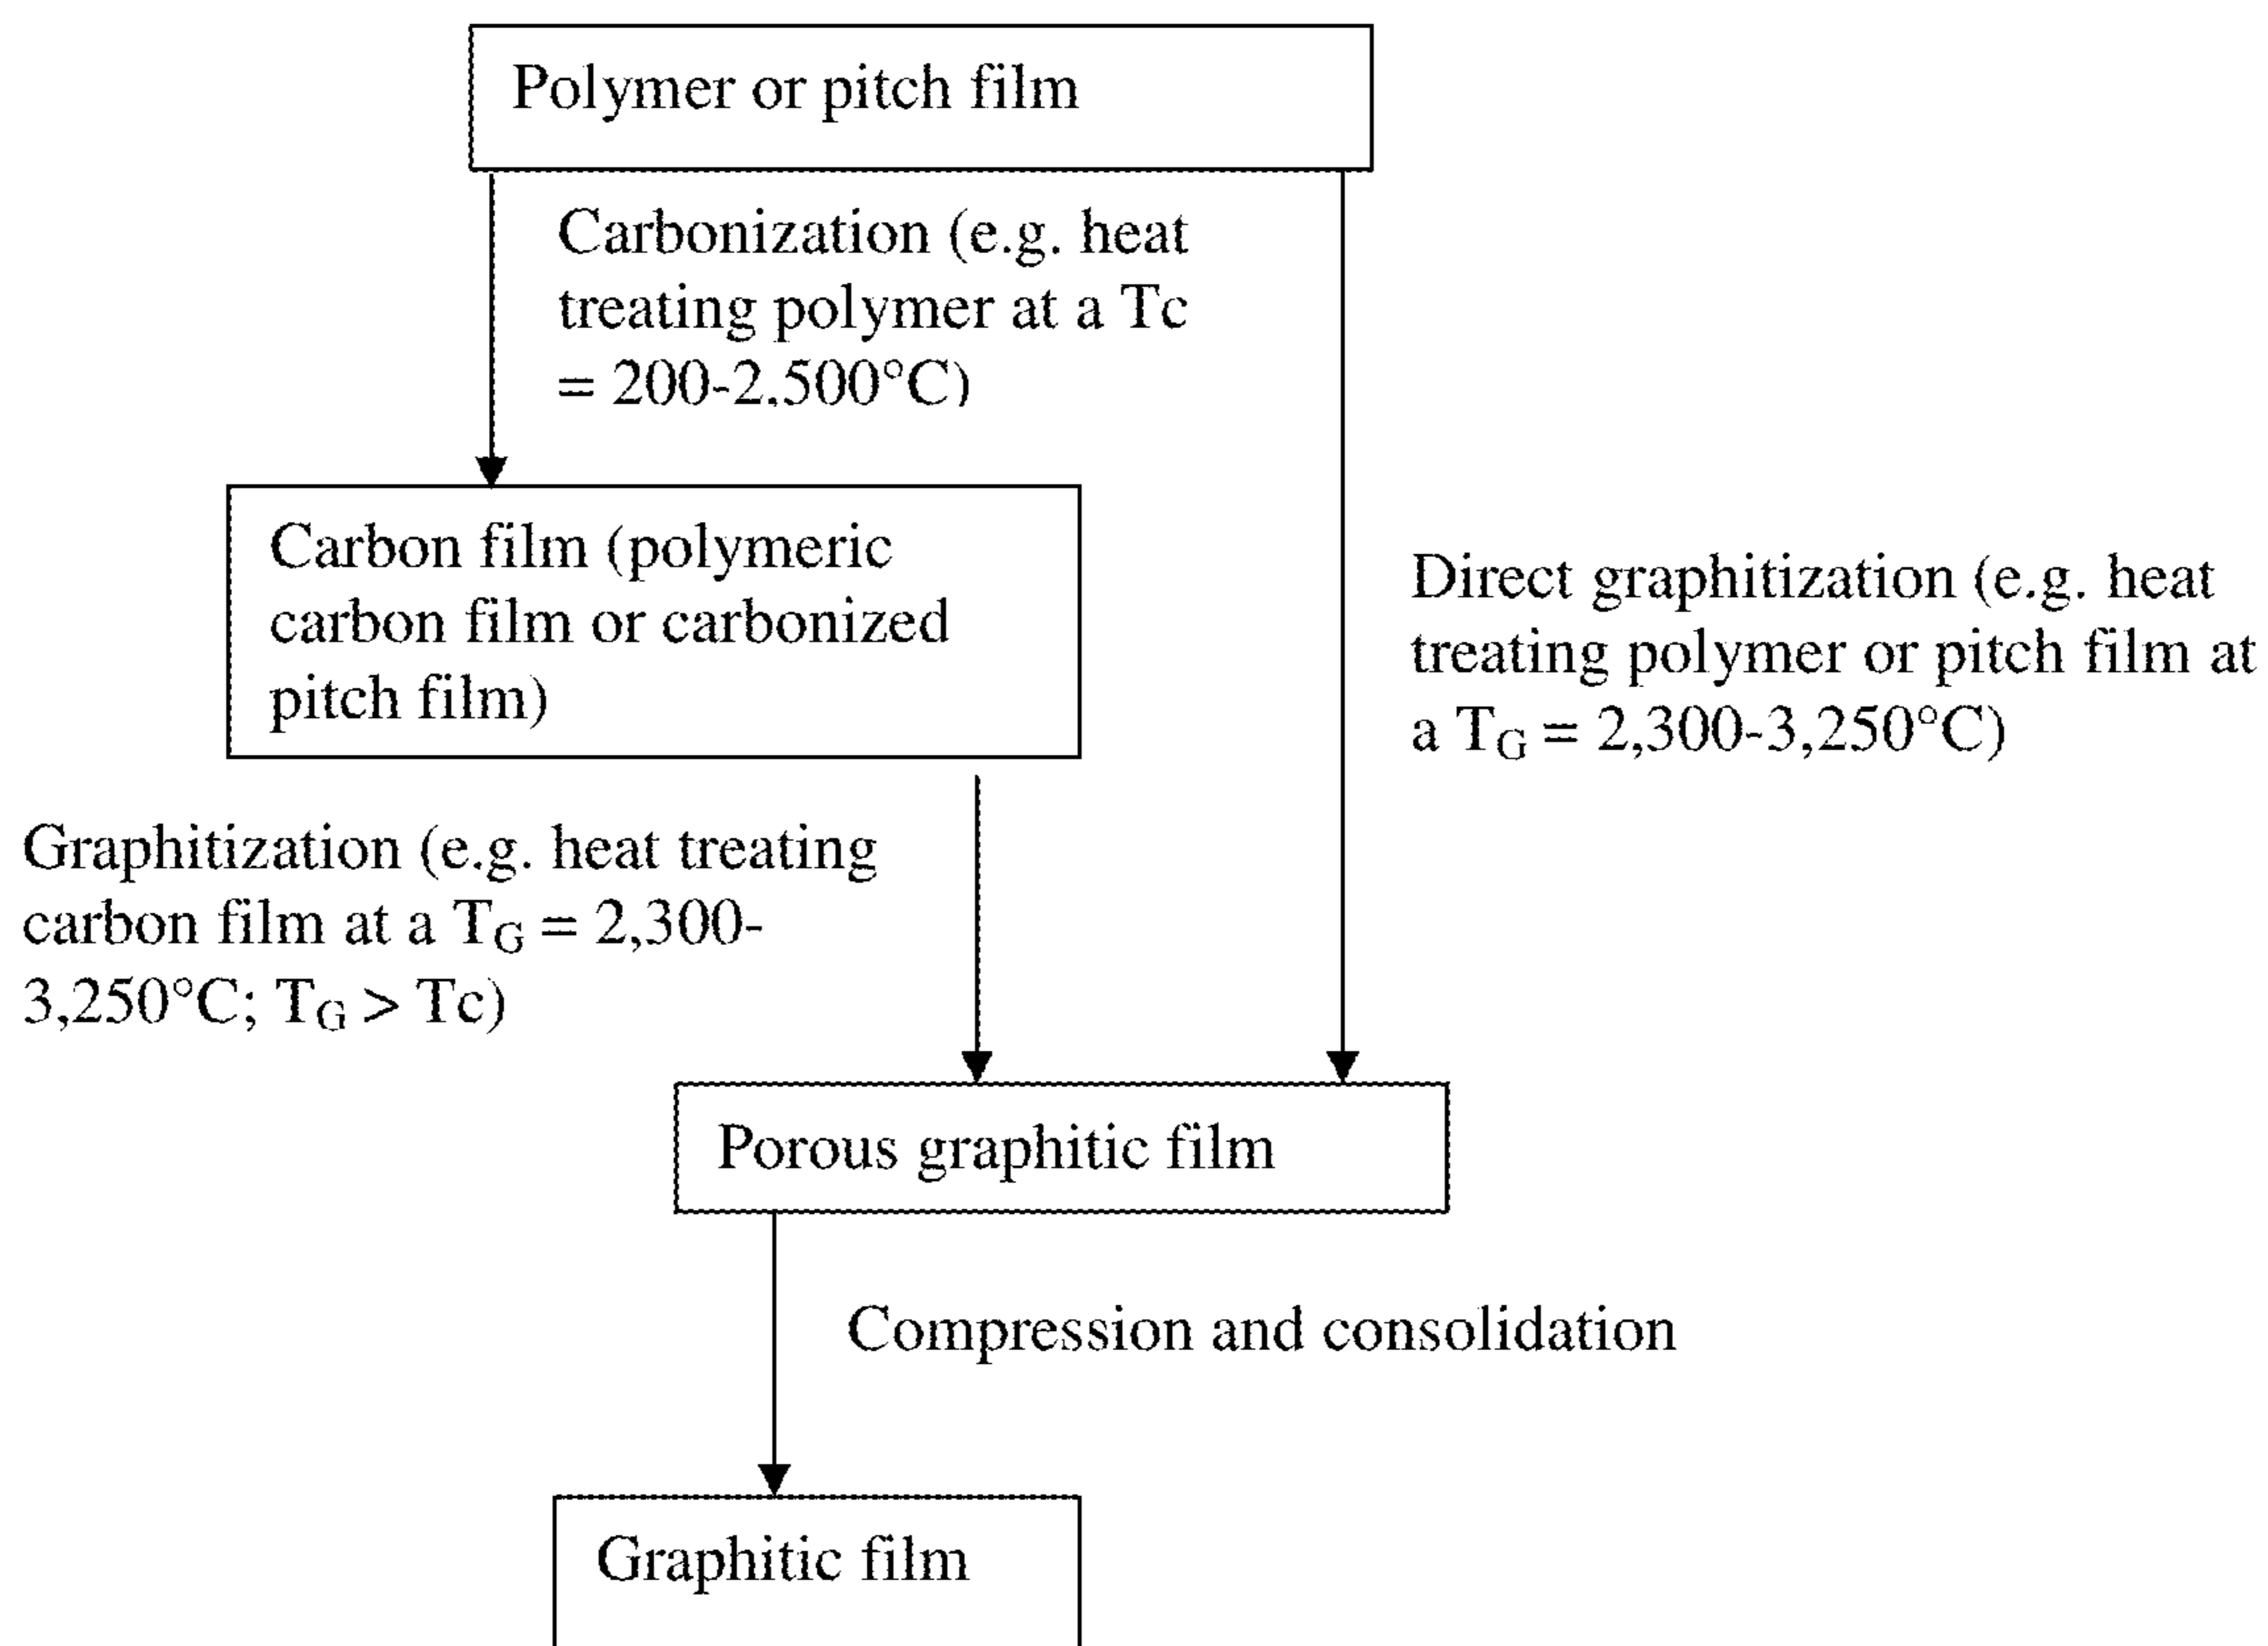 Polymer or pitch film
Carbonization (e.g. heat
treating polymer at a Tc
= 200-2,500°C)
Carbon film (polymeric
carbon film or carbonized
pitch film)
Direct graphitization (e.g. heat
treating polymer or pitch film at
a TG = 2,300-3,250°C)
Graphitization (e.g. heat treating
carbon film at a TG = 2,300-
3,250°C; TG > Tc)
Porous graphitic film
Compression and consolidation
Graphitic film